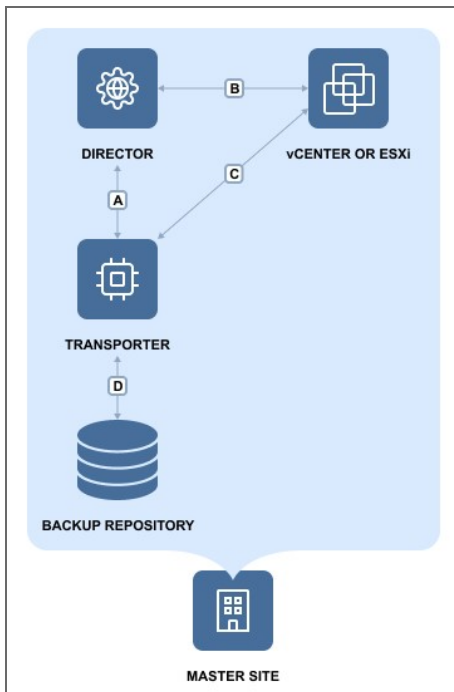 B
DIRECTOR
vCENTER OR ESXi
C
A
TRANSPORTER
D
BACKUP REPOSITORY
MASTER SITE